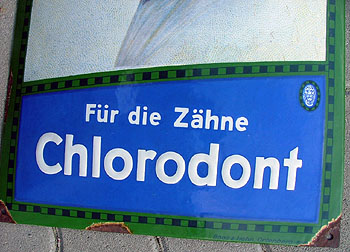 Für die Zähne
Chlorodont